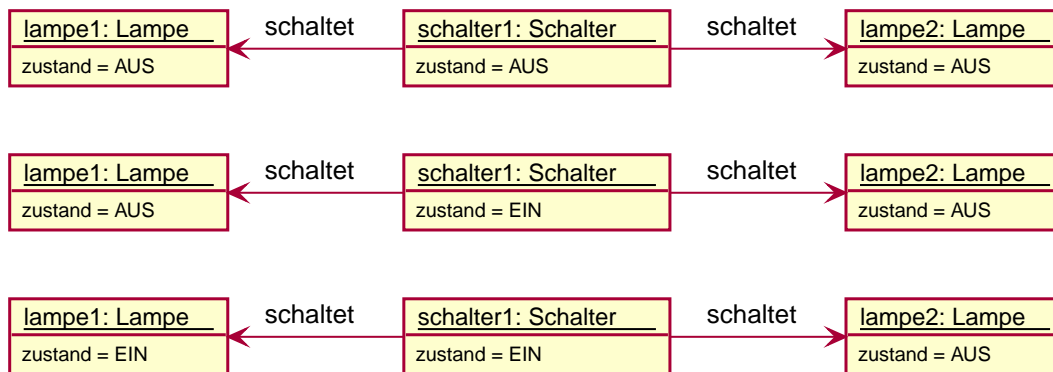 schaltet schaltet
lampe1: Lampe schalter1: Schalter lampe2: Lampe
zustand = AUS zustand = AUS zustand = AUS
schaltet schaltet
lampe1: Lampe schalter1: Schalter lampe2: Lampe
zustand = AUS zustand = EIN zustand = AUS
schaltet schaltet
lampe1: Lampe schalter1: Schalter lampe2: Lampe
zustand = EIN zustand = EIN zustand = AUS